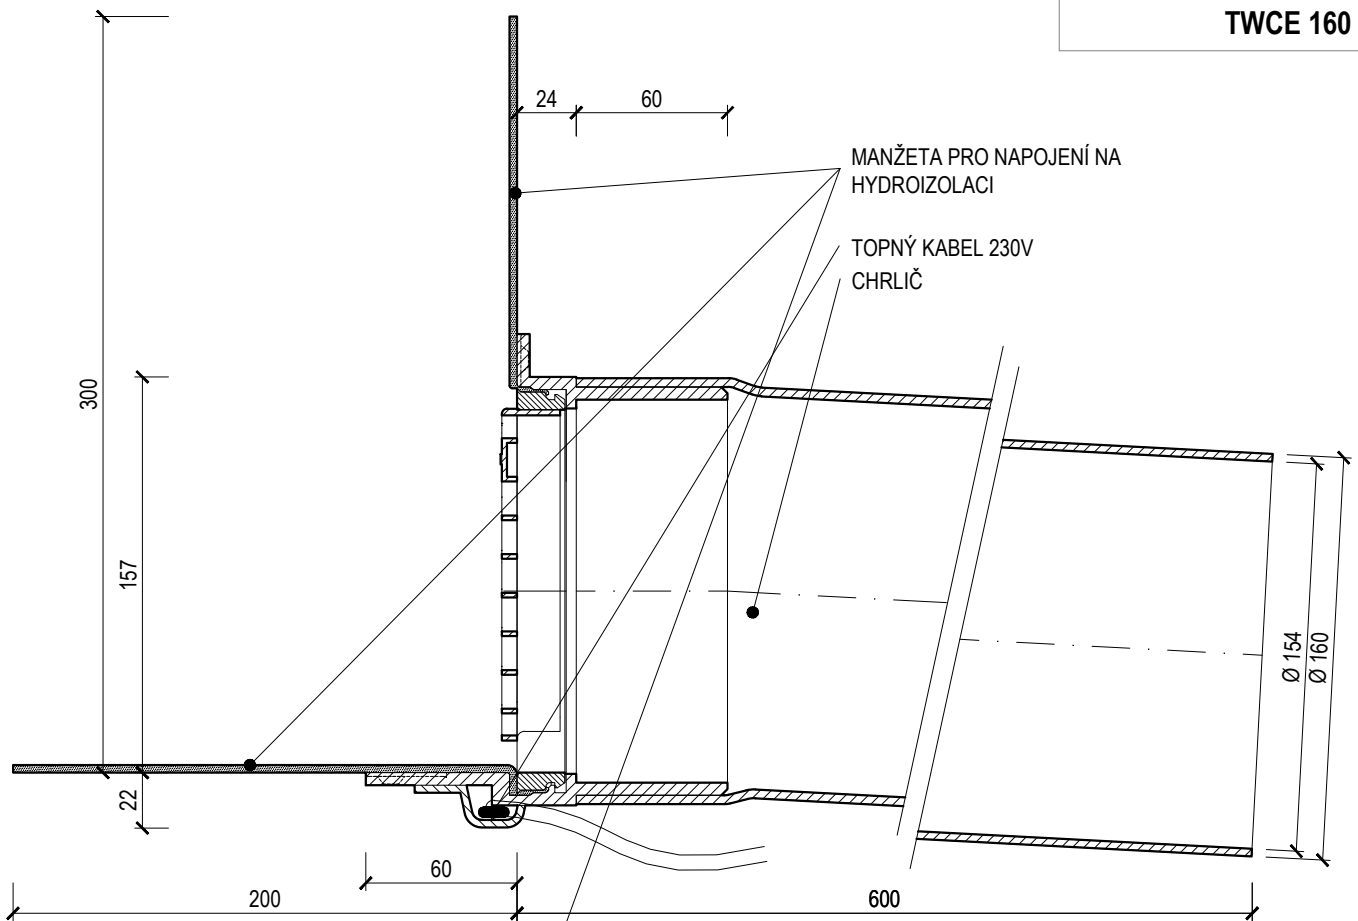 TWCE 160
24
60
MANŽETA PRO NAPOJENÍ NA
HYDROIZOLACI
TOPNÝ KABEL 230V
CHRLIČ
300
157
22
Ø 154
Ø 160
60
200
600